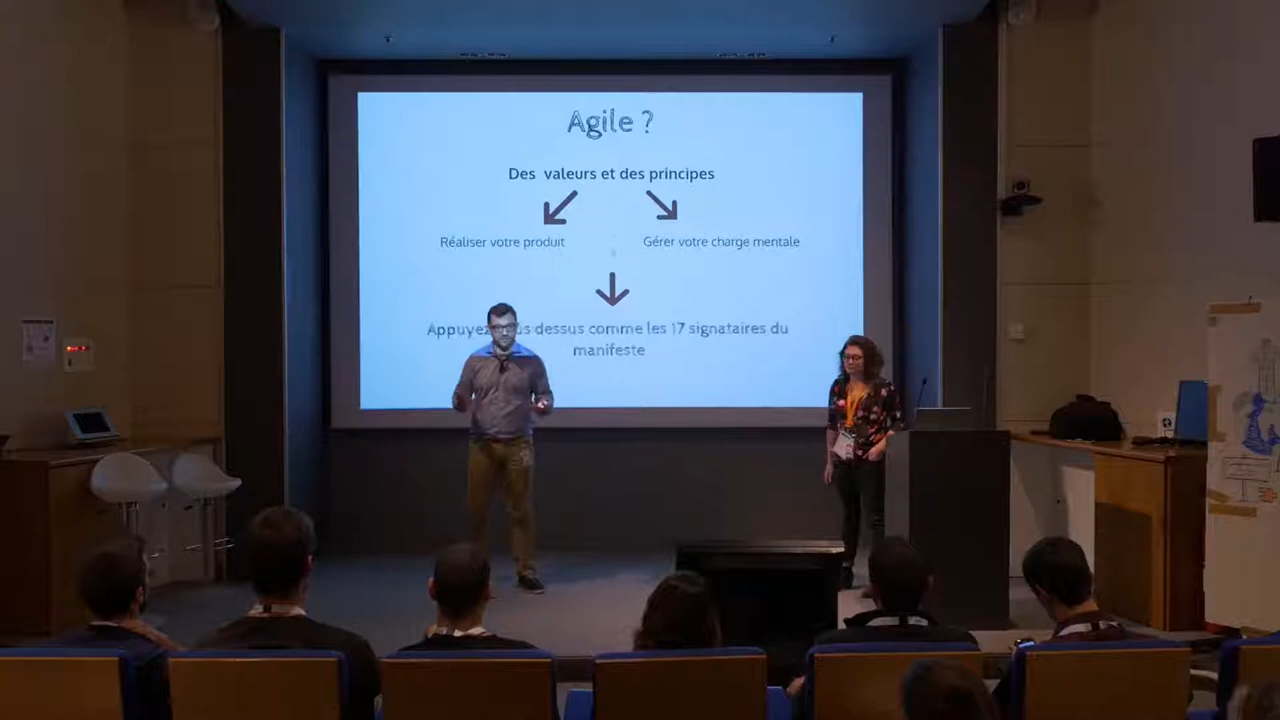 Agile ?
Des valeurs et des principes
Réaliser votre produit
Gérer votre charge mentale
Appuyez dessus comme les 17 signataires du
manifeste